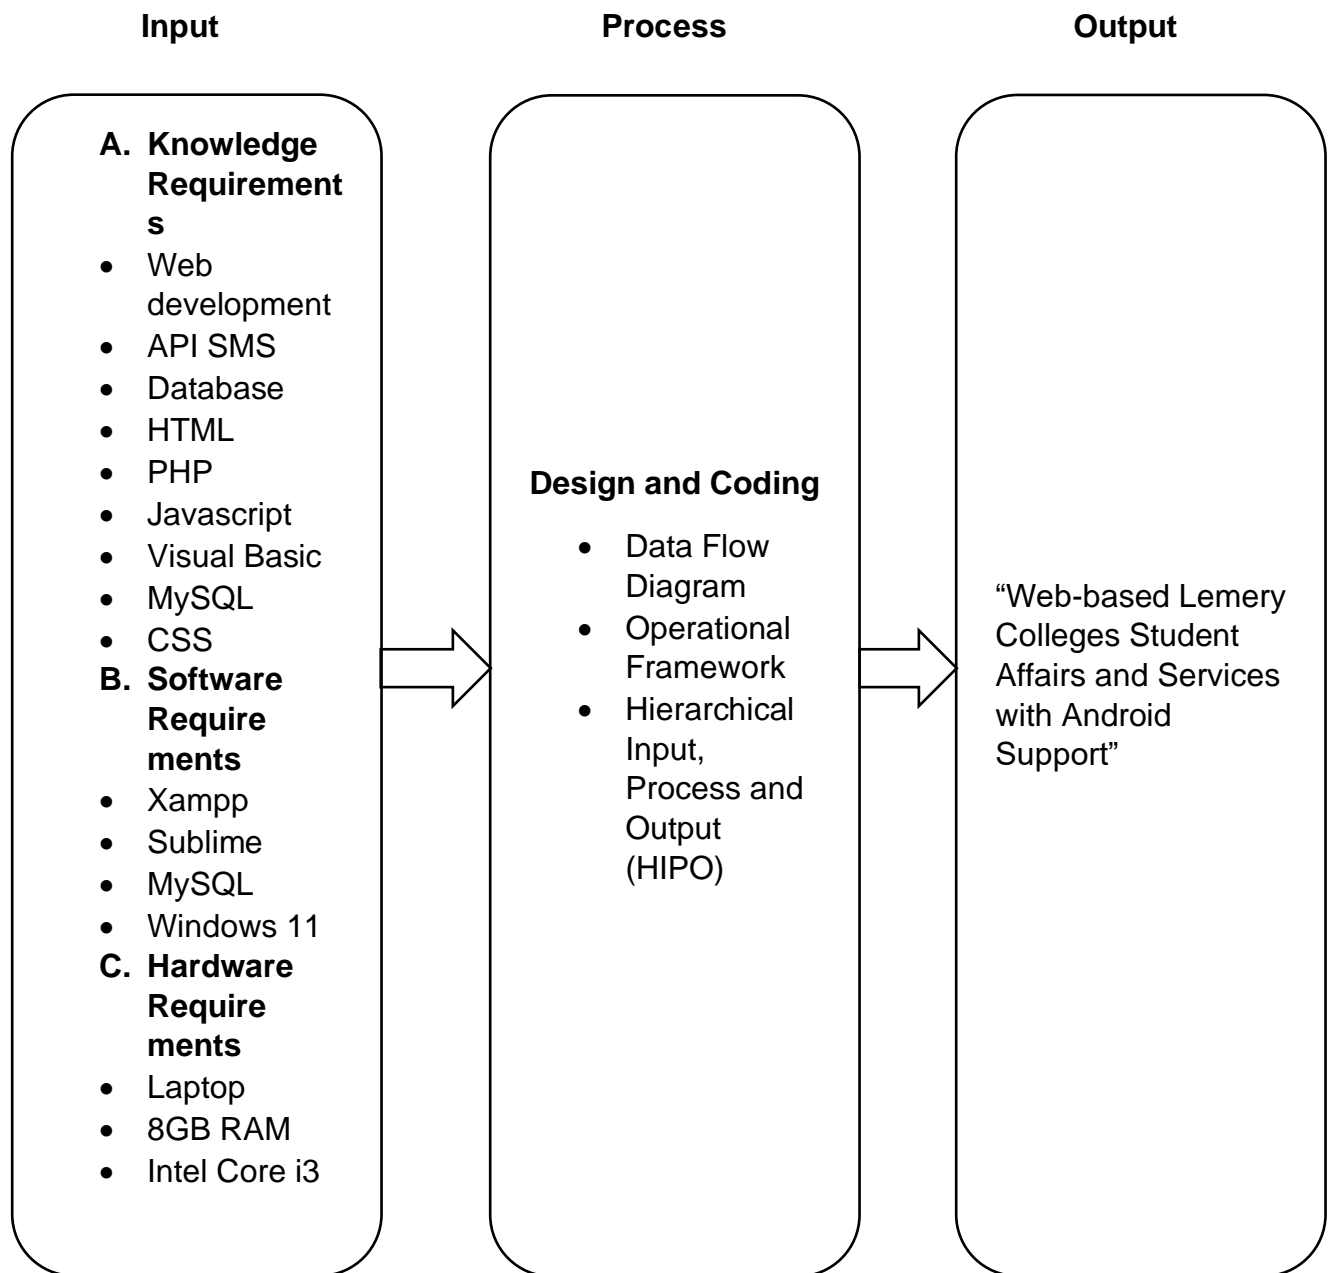 Input
Process
Output
A. Knowledge
Requirement
s
• Web
development
• API SMS
• Database
• HTML
• PHP
• Javascript
• Visual Basic
• MySQL
• CSS
B. Software
Require
ments
• Xampp
• Sublime
• MySQL
• Windows 11
C. Hardware
Require
ments
• Laptop
• 8GB RAM
• Intel Core i3
Design and Coding
• Data Flow
Diagram
• Operational
Framework
• Hierarchical
Input,
Process and
Output
(HIPO)
“Web-based Lemery
Colleges Student
Affairs and Services
with Android
Support”